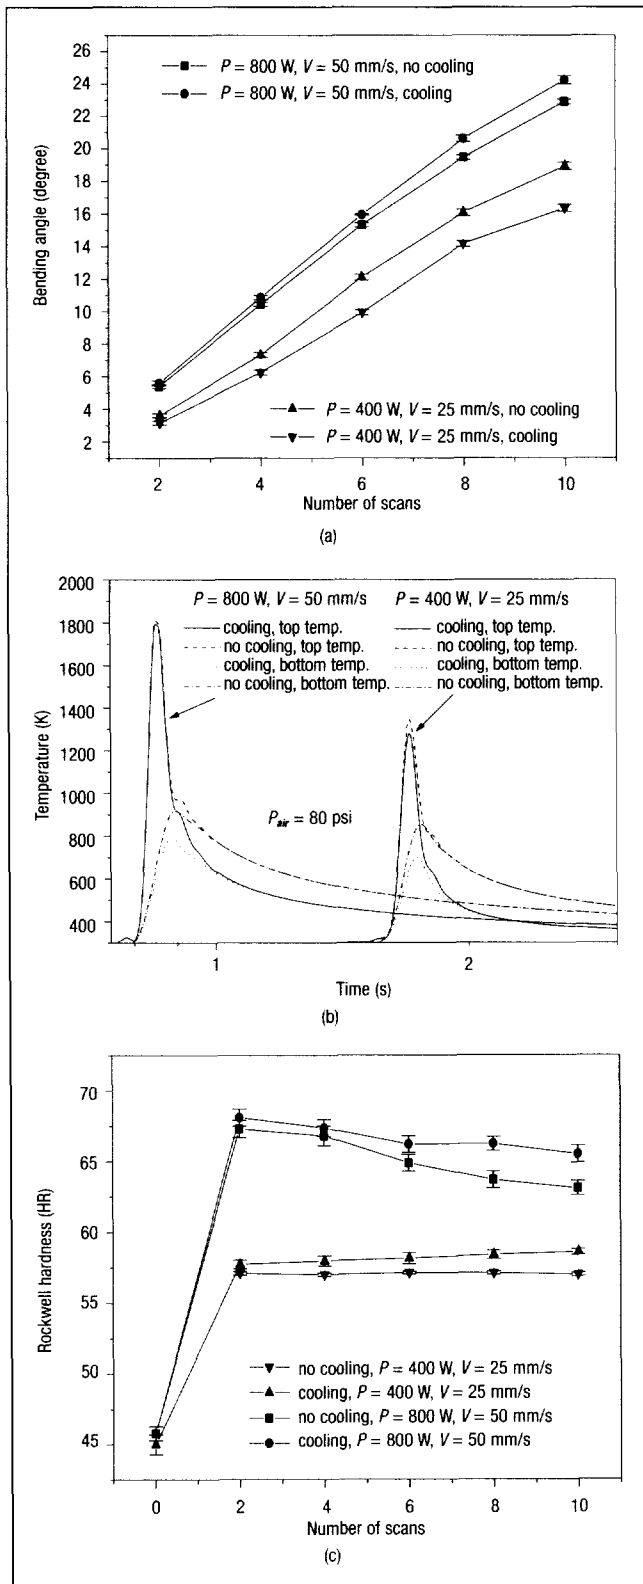 26
24
22
20
18
16
14
12
10
8
6
4
2
Bending angle (degree)
P = 800 W, V = 50 mm/s, no cooling
P = 800 W, V = 50 mm/s, cooling
P = 400 W, V = 25 mm/s, no cooling
P = 400 W, V = 25 mm/s, cooling
2 4 6 8 10
Number of scans
(a)
2000
1800
1600
1400
1200
1000
800
600
400
Temperature (K)
P = 800 W, V = 50 mm/s P = 400 W, V = 25 mm/s
cooling, top temp. cooling, top temp.
no cooling, top temp. no cooling, top temp.
cooling, bottom temp. cooling, bottom temp.
no cooling, bottom temp. no cooling, bottom temp.
Pair = 80 psi
1 2
Time (s)
(b)
70
65
60
55
50
45
Rockwell hardness (HR)
no cooling, P = 400 W, V = 25 mm/s
cooling, P = 400 W, V = 25 mm/s
no cooling, P = 800 W, V = 50 mm/s
cooling, P = 800 W, V = 50 mm/s
0 2 4 6 8 10
Number of scans
(c)